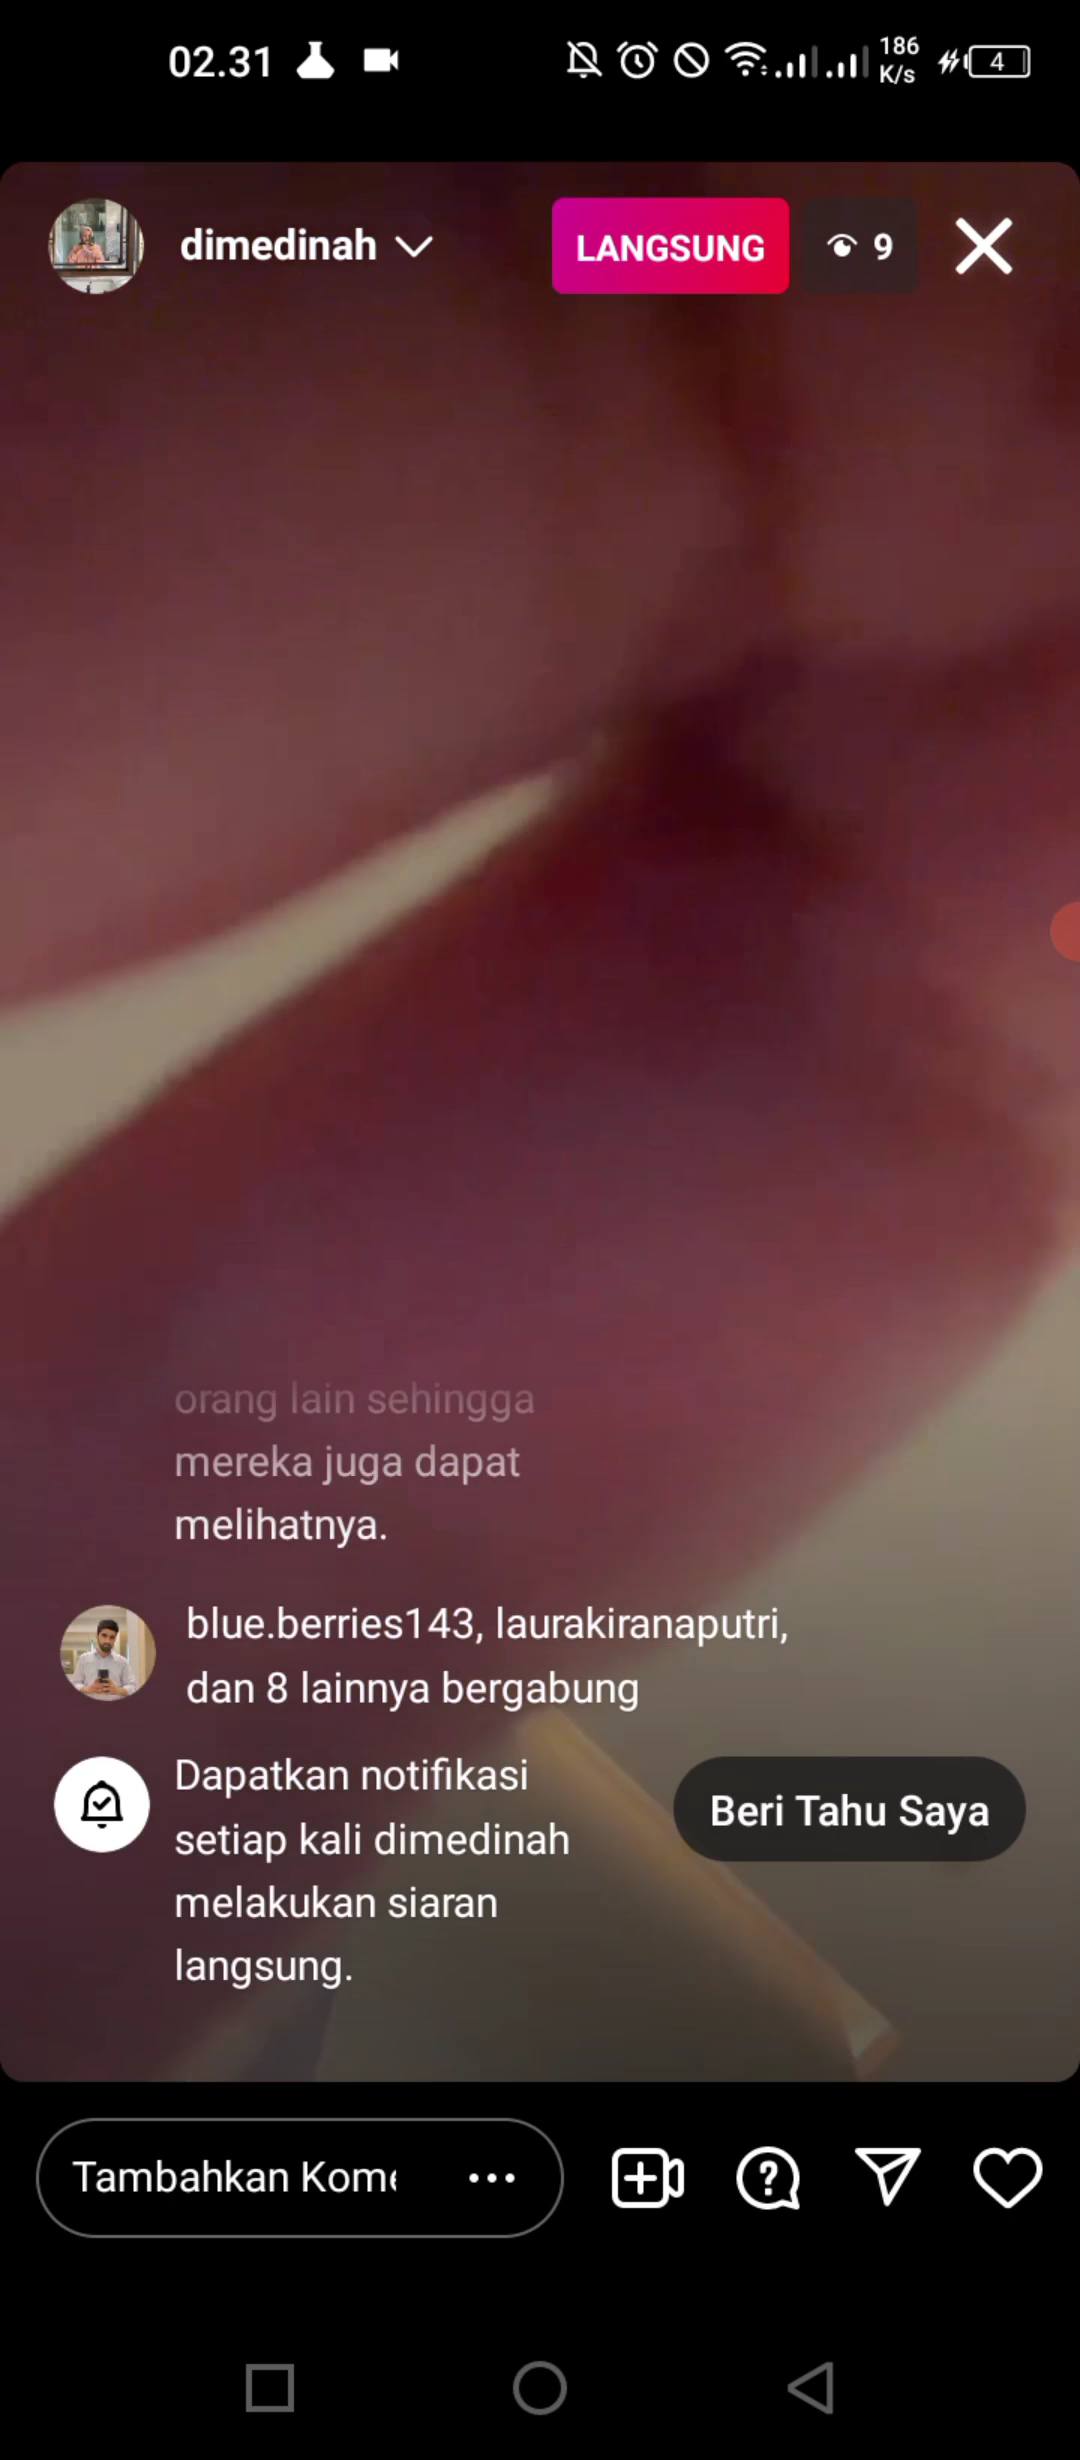 02.31
186
K/s
4
dimedinah
LANGSUNG
9
orang lain sehingga
mereka juga dapat
melihatnya.
blue.berries143, laurakiranaputri,
dan 8 lainnya bergabung
Dapatkan notifikasi
setiap kali dimedinah
melakukan siaran
langsung.
Beri Tahu Saya
Tambahkan Kome